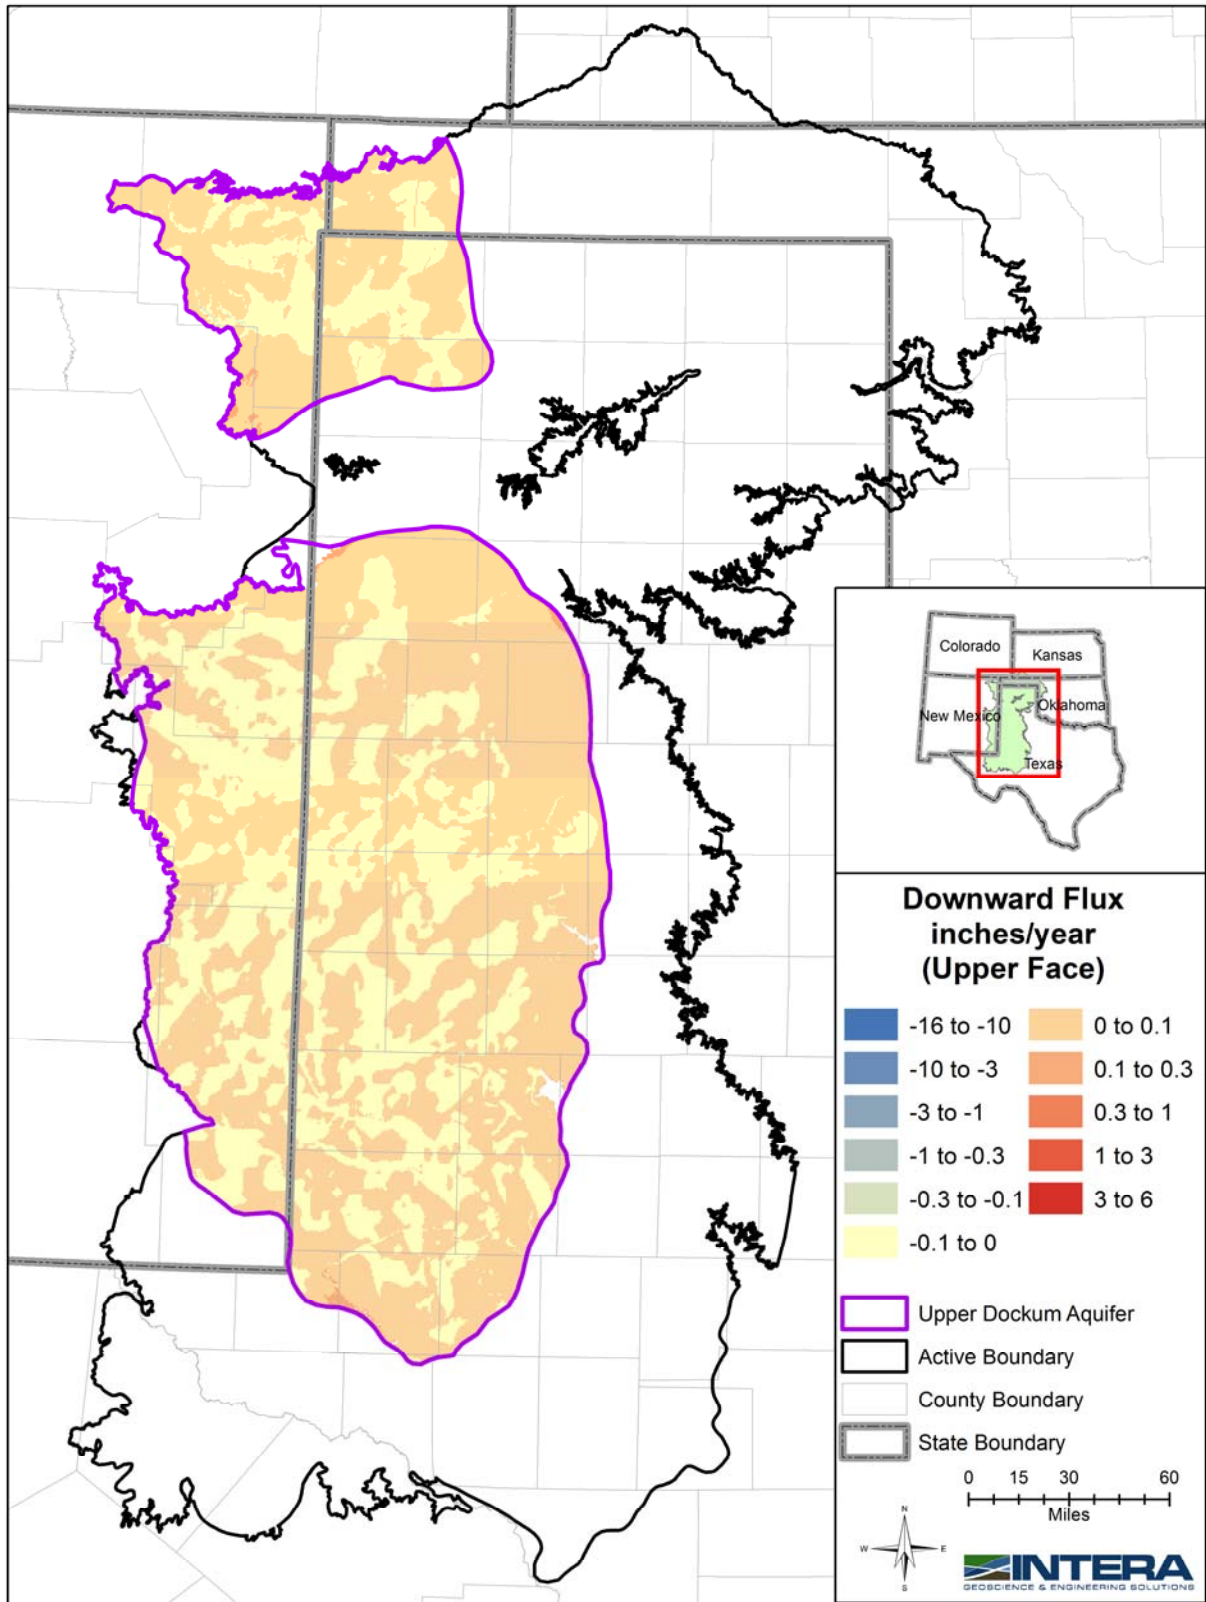 Colorado
Kansas
New Mexico
Oklahoma
Texas
Downward Flux
inches/year
(Upper Face)
-16 to -10
0 to 0.1
-10 to -3
0.1 to 0.3
-3 to -1
0.3 to 1
-1 to -0.3
1 to 3
-0.3 to -0.1
3 to 6
-0.1 to 0
Upper Dockum Aquifer
Active Boundary
County Boundary
State Boundary
0 15 30 60
Miles
N
W E
S
INTERA
GEOSCIENCE & ENGINEERING SOLUTIONS